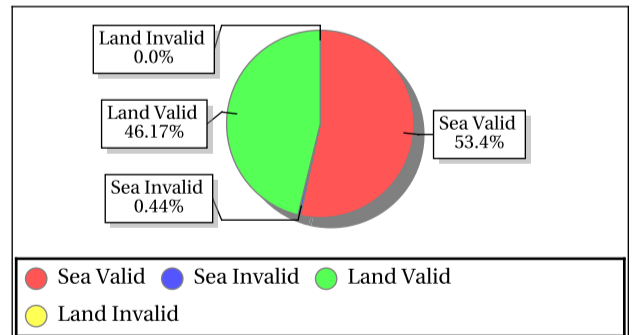 Land Invalid
0.0%
Land Valid
46.17%
Sea Valid
53.4%
Sea Invalid
0.44%
Sea Valid Sea Invalid Land Valid
Land Invalid